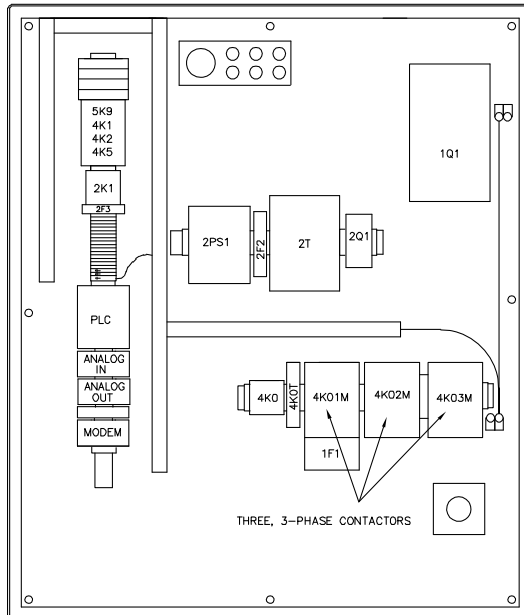 5K9
4K1
4K2
4K5
2K1
2F3
PLC
ANALOG
IN
ANALOG
OUT
MODEM
1Q1
2PS1
2F2
2T
2Q1
4K0
4K0T
4K01M
4K02M
4K03M
1F1
THREE, 3-PHASE CONTACTORS